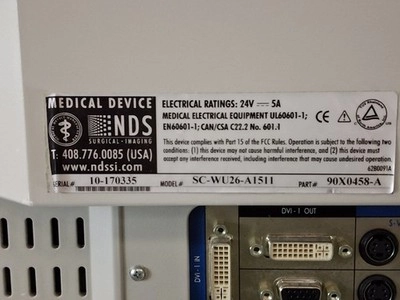 MEDICAL DEVICE
NDS
SURGICAL-IMAGING
T: 408.776.0085 (USA)
www.ndssi.com
ELECTRICAL RATINGS: 24V 5A
MEDICAL ELECTRICAL EQUIPMENT UL60601-1;
EN60601-1; CAN/CSA C22.2 No. 601.1
CE
This device complies with Part 15 of the FCC Rules. Operation is subject to the following two
conditions. (1) this device may not cause harmful interference, and (2) this device must
accept any interference received, including interference that may cause undesired operation.
62B0091A
SERIAL#: 10-170335 MODEL#: SC-WU26-A1511 PART#: 90X0458-A
DVI - I IN
DVI - I OUT